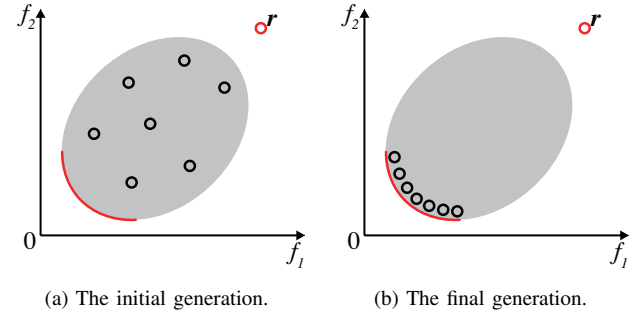 f2 r f2 r
0 f1 0 f1
(a) The initial generation. (b) The final generation.